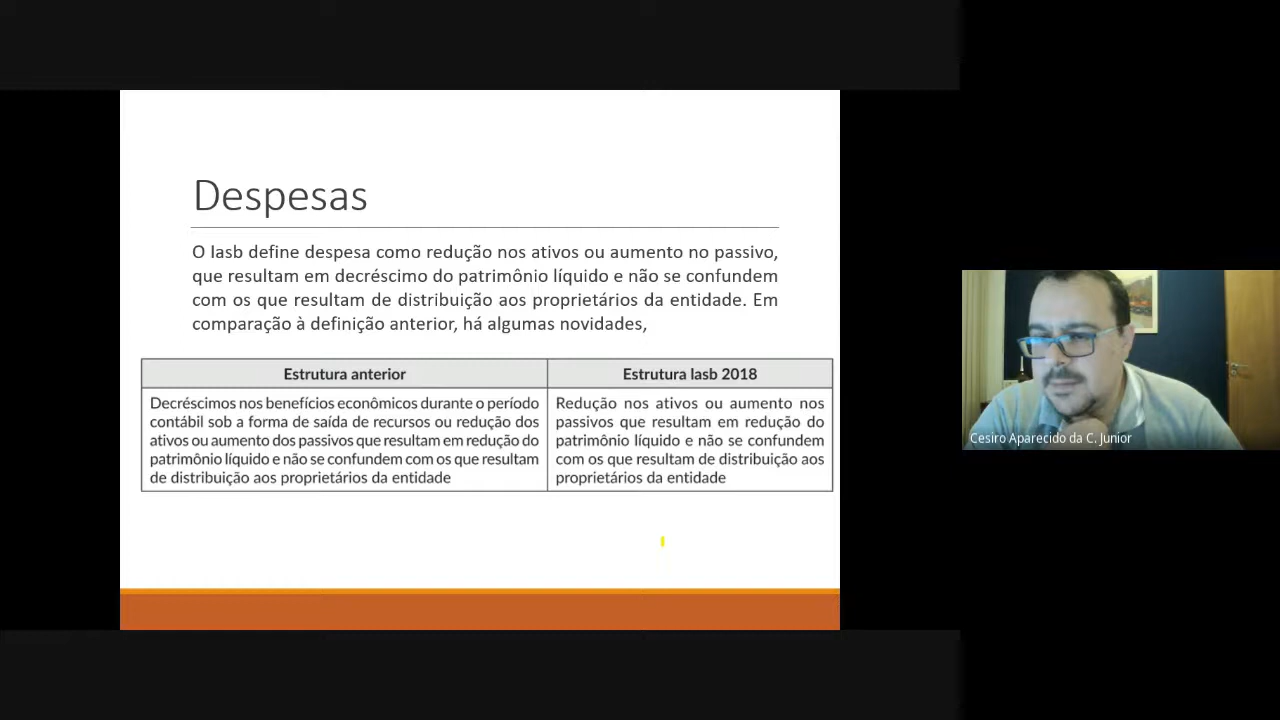 Despesas
O Iasb define despesa como redução nos ativos ou aumento no passivo,
que resultam em decréscimo do patrimônio líquido e não se confundem
com os que resultam de distribuição aos proprietários da entidade. Em
comparação à definição anterior, há algumas novidades,
Estrutura anterior
Decréscimos nos benefícios econômicos durante o período
contábil sob a forma de saída de recursos ou redução dos
ativos ou aumento dos passivos que resultam em redução do
patrimônio líquido e não se confundem com os que resultam
de distribuição aos proprietários da entidade
Estrutura Iasb 2018
Redução nos ativos ou aumento nos
passivos que resultam em redução do
patrimônio líquido e não se confundem
com os que resultam de distribuição aos
proprietários da entidade
Cesiro Aparecido da C. Junior